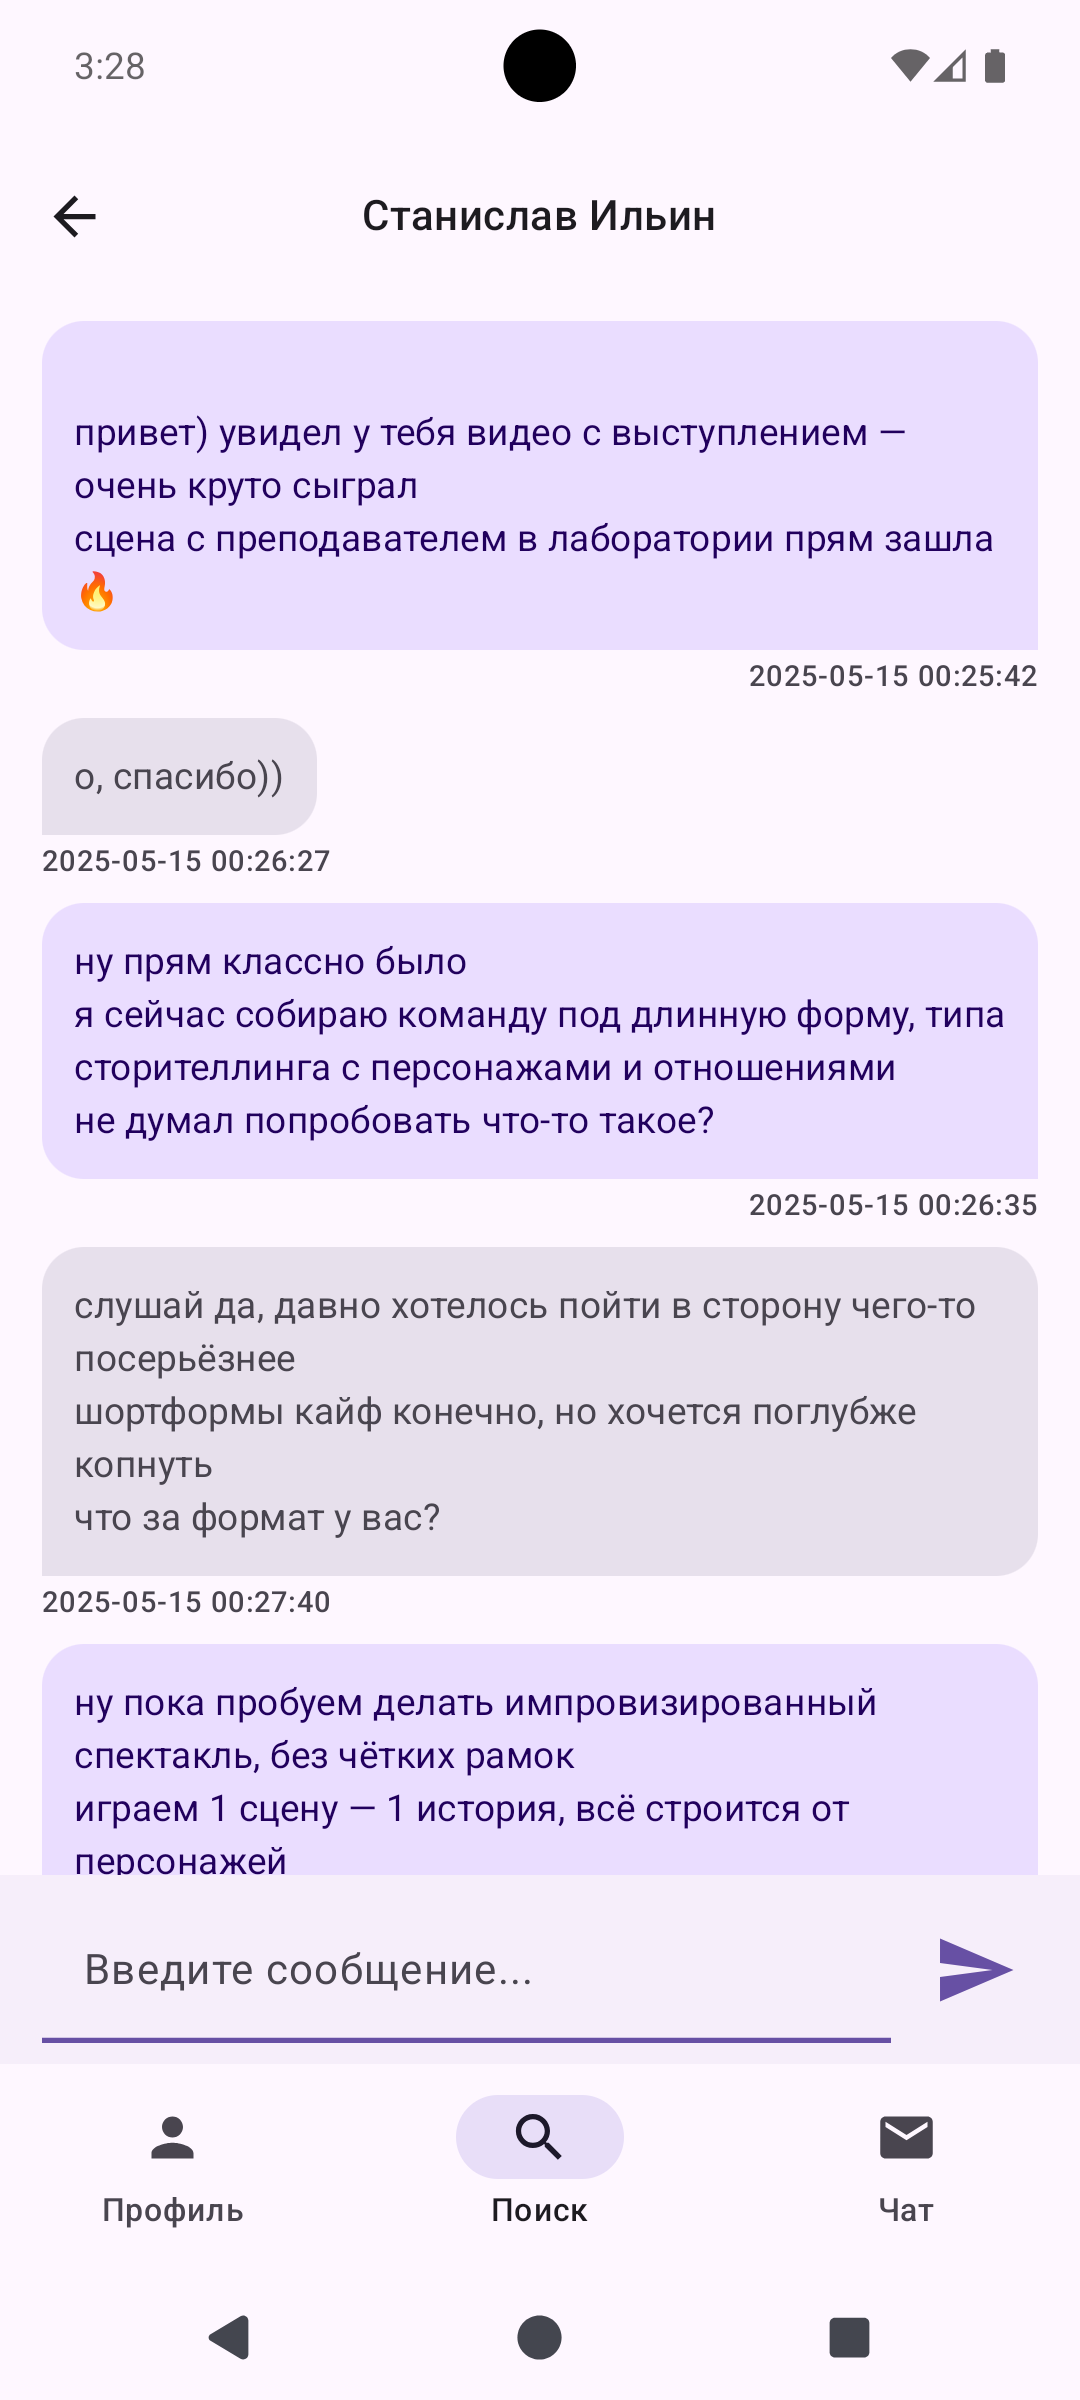 3:28
Станислав Ильин
привет) увидел у тебя видео с выступлением —
очень круто сыграл
сцена с преподавателем в лаборатории прям зашла
🔥
2025-05-15 00:25:42
о, спасибо))
2025-05-15 00:26:27
ну прям классно было
я сейчас собираю команду под длинную форму, типа
сторителлинга с персонажами и отношениями
не думал попробовать что-то такое?
2025-05-15 00:26:35
слушай да, давно хотелось пойти в сторону чего-то
посерьёзнее
шортформы кайф конечно, но хочется поглубже
копнуть
что за формат у вас?
2025-05-15 00:27:40
ну пока пробуем делать импровизированный
спектакль, без чётких рамок
играем 1 сцену — 1 история, всё строится от
персонажей
Введите сообщение...
Профиль
Поиск
Чат